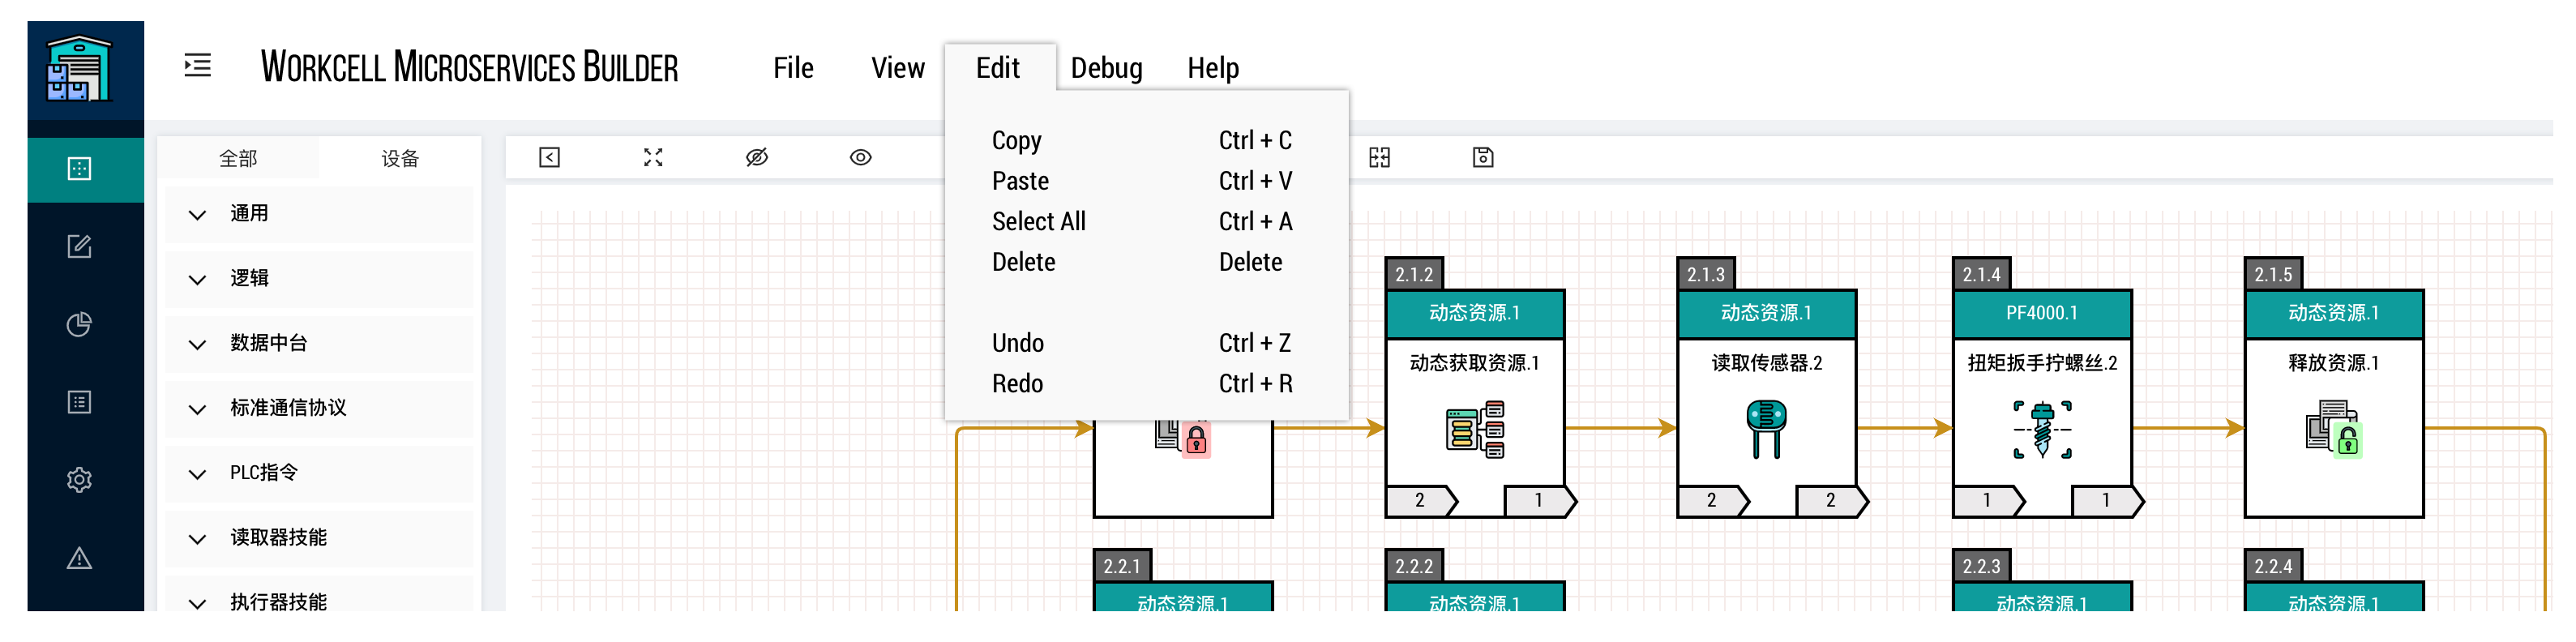 WORKCELL MICROSERVICES BUILDER
File View Edit Debug Help
Copy Ctrl + C
Paste Ctrl + V
Select All Ctrl + A
Delete Delete
Undo Ctrl + Z
Redo Ctrl + R
全部 设备
通用
逻辑
数据中台
标准通信协议
PLC指令
读取器技能
执行器技能
2.1.2
动态资源.1
动态获取资源.1
2 1
2.1.3
动态资源.1
读取传感器.2
2 2
2.1.4
PF4000.1
扭矩扳手拧螺丝.2
1 1
2.1.5
动态资源.1
释放资源.1
2.2.1
动态资源.1
2.2.2
动态资源.1
2.2.3
动态资源.1
2.2.4
动态资源.1